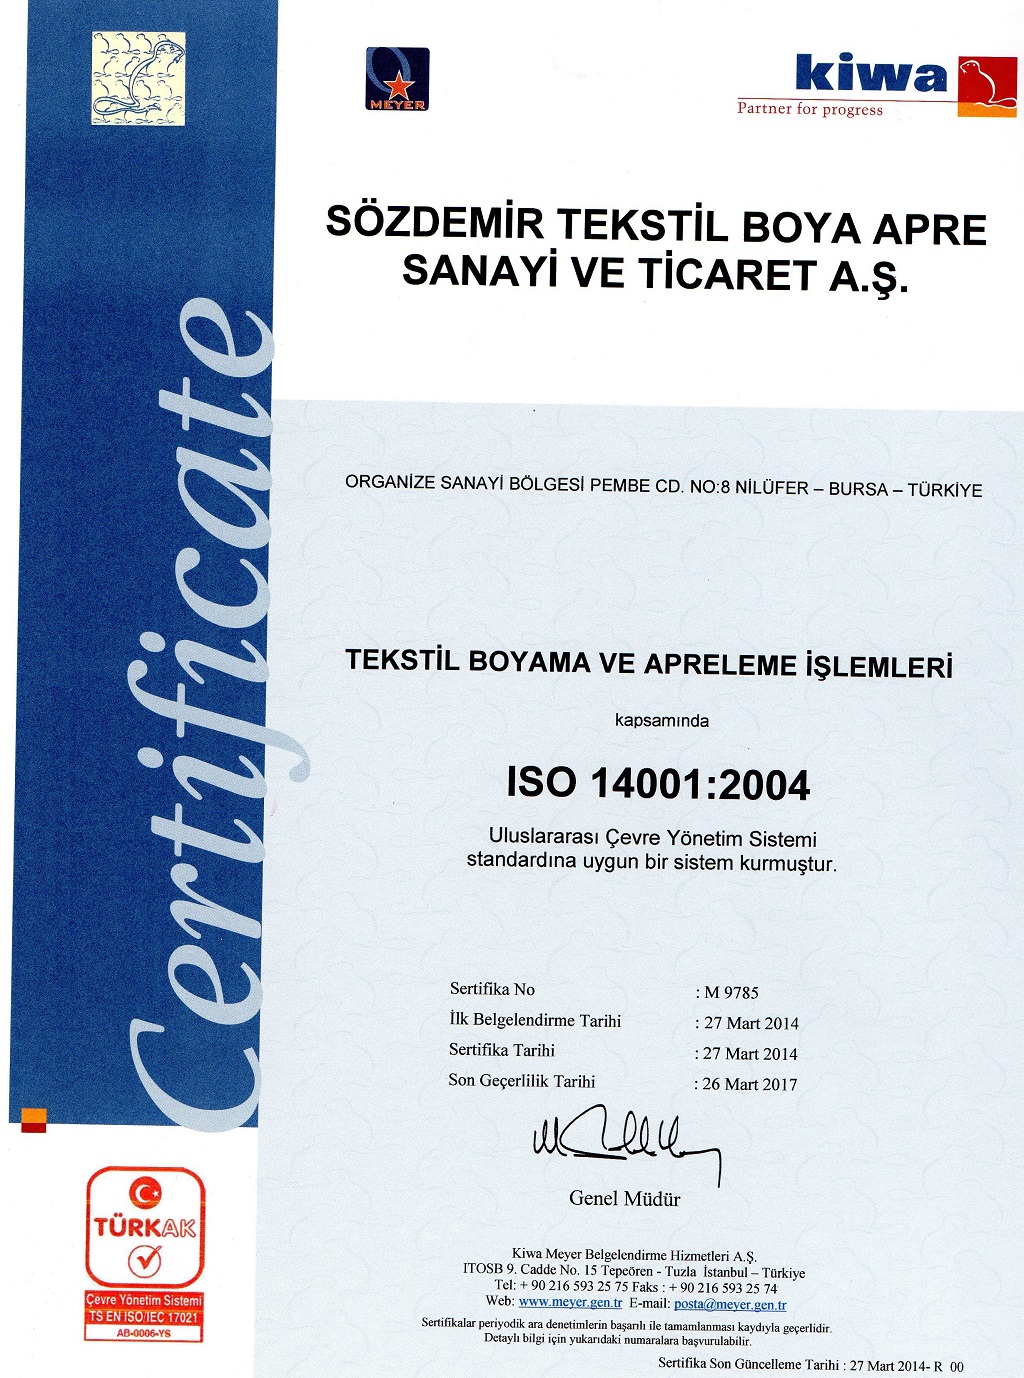 MEYER
kiwa
Partner for progress
SÖZDEMİR TEKSTİL BOYA APRE
SANAYİ VE TİCARET A.Ş.
Certificate
ORGANİZE SANAYİ BÖLGESİ PEMBE CD. NO:8 NİLÜFER – BURSA – TÜRKİYE
TEKSTİL BOYAMA VE APRELEME İŞLEMLERİ
kapsamında
ISO 14001:2004
Uluslararası Çevre Yönetim Sistemi
standardına uygun bir sistem kurmuştur.
Sertifika No : M 9785
İlk Belgelendirme Tarihi : 27 Mart 2014
Sertifika Tarihi : 27 Mart 2014
Son Geçerlilik Tarihi : 26 Mart 2017
Genel Müdür
TÜRKAK
Çevre Yönetim Sistemi
TS EN ISO/IEC 17021
AB-0006-YS
Kiwa Meyer Belgelendirme Hizmetleri A.Ş.
ITOSB 9. Cadde No. 15 Tepeören - Tuzla İstanbul – Türkiye
Tel: + 90 216 593 25 75 Faks : + 90 216 593 25 74
Web: www.meyer.gen.tr E-mail: posta@meyer.gen.tr
Sertifikalar periyodik ara denetimlerin başarılı ile tamamlanması kaydıyla geçerlidir.
Detaylı bilgi için yukarıdaki numaralara başvurulabilir.
Sertifika Son Güncelleme Tarihi : 27 Mart 2014- R 00